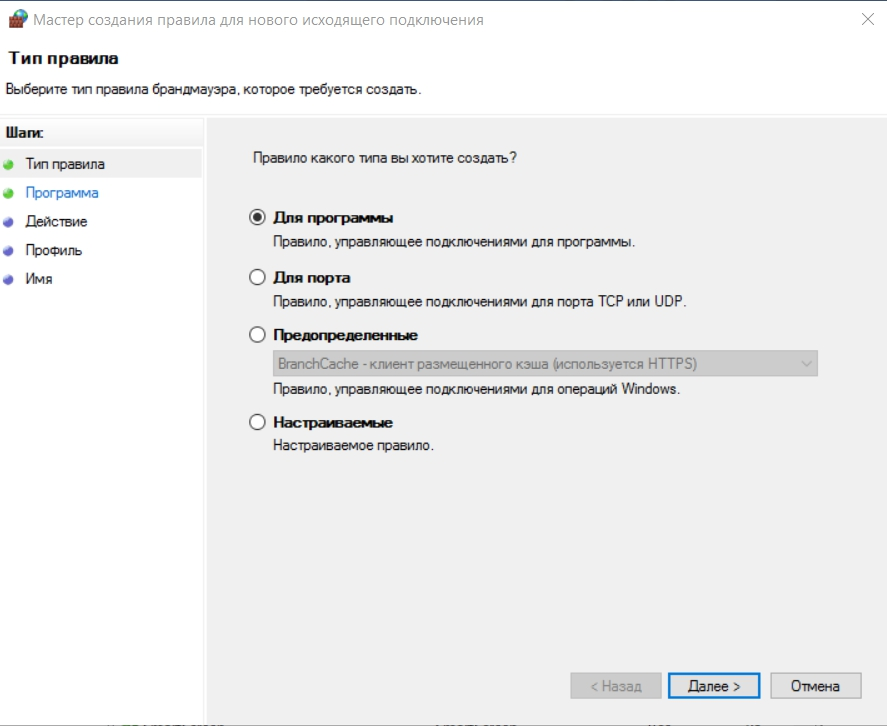 Мастер создания правила для нового исходящего подключения
Тип правила
Выберите тип правила брандмауэра, которое требуется создать.
Шаги:
Тип правила
Программа
Действие
Профиль
Имя
Правило какого типа вы хотите создать?
Для программы
Правило, управляющее подключениями для программы.
Для порта
Правило, управляющее подключениями для порта TCP или UDP.
Предопределенные
BranchCache - клиент размещенного кэша (используется HTTPS)
Правило, управляющее подключениями для операций Windows.
Настраиваемые
Настраиваемое правило.
< Назад
Далее >
Отмена